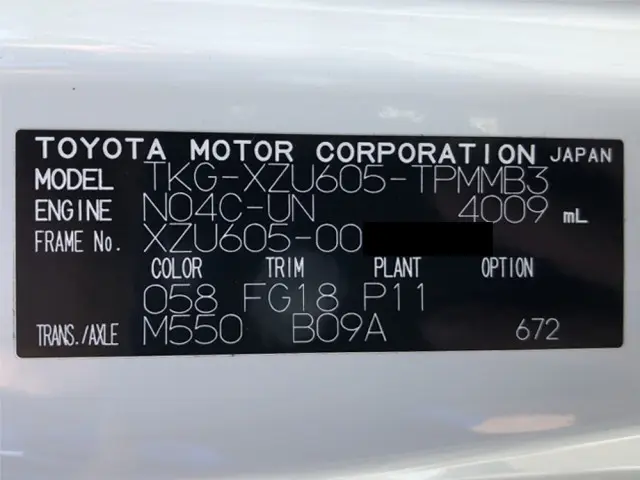 TOYOTA MOTOR CORPORATION JAPAN
MODEL TKG-XZU605-TPMMB3
ENGINE N04C-UN 4009 mL
FRAME No. XZU605-00
COLOR TRIM PLANT OPTION
058 FG18 P11
TRANS./AXLE M550 B09A 672